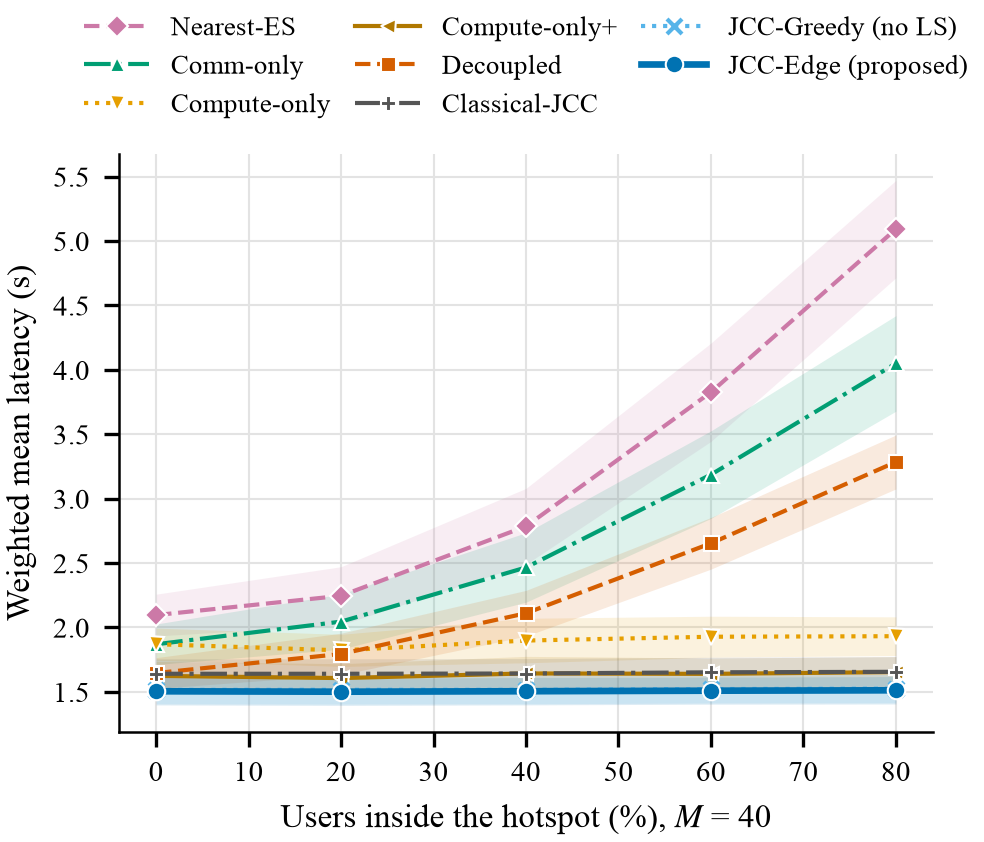 Nearest-ES
Comm-only
Compute-only
Compute-only+
Decoupled
Classical-JCC
JCC-Greedy (no LS)
JCC-Edge (proposed)
Weighted mean latency (s)
5.5
5.0
4.5
4.0
3.5
3.0
2.5
2.0
1.5
0 10 20 30 40 50 60 70 80
Users inside the hotspot (%), M = 40